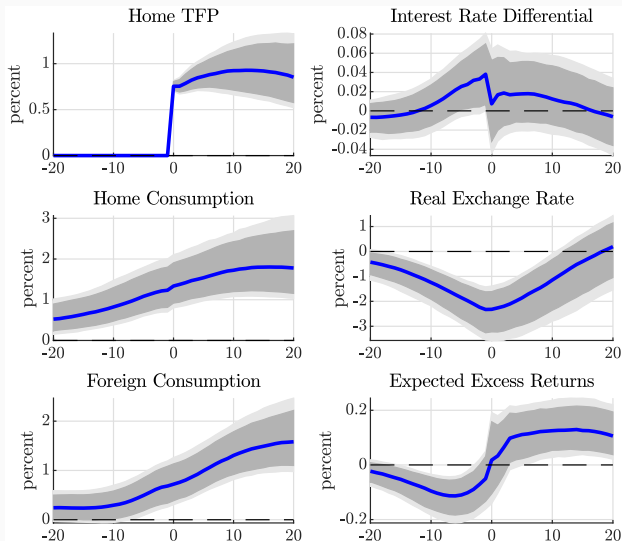 Home TFP
percent
1
0.5
0
-20 -10 0 10 20
Interest Rate Differential
percent
0.08
0.06
0.04
0.02
0
-0.02
-0.04
-20 -10 0 10 20
Home Consumption
percent
3
2
1
0
-20 -10 0 10 20
Real Exchange Rate
percent
1
0
-1
-2
-3
-20 -10 0 10 20
Foreign Consumption
percent
2
1
0
-20 -10 0 10 20
Expected Excess Returns
percent
0.2
0
-0.2
-20 -10 0 10 20